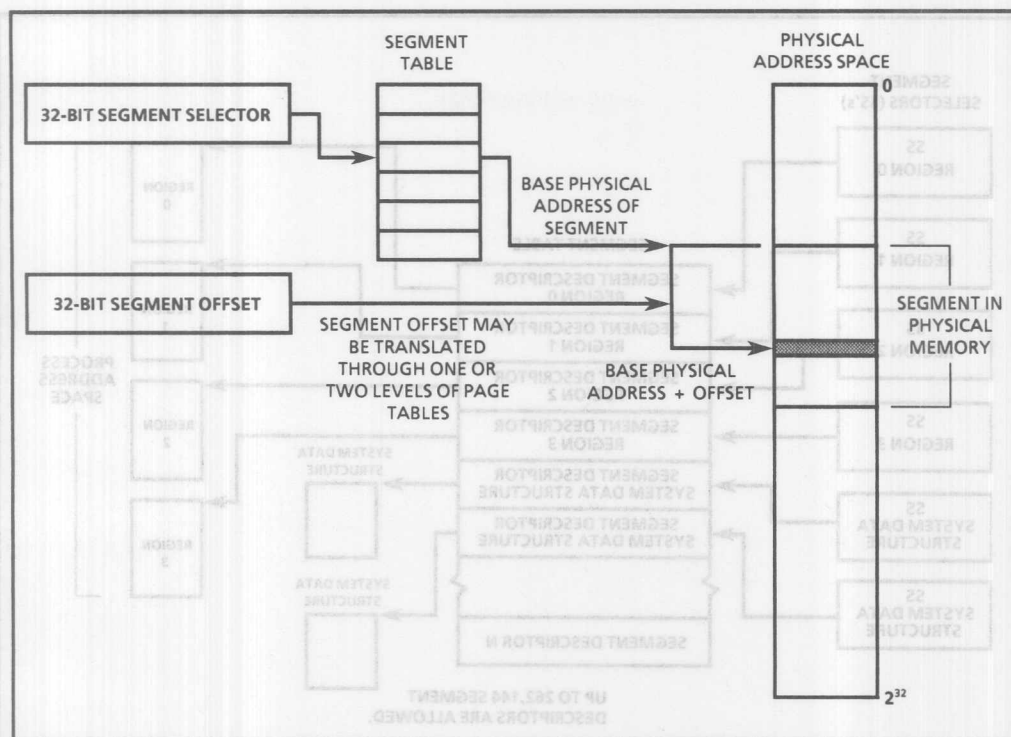 SEGMENT
TABLE
PHYSICAL
ADDRESS SPACE
0
32-BIT SEGMENT SELECTOR
BASE PHYSICAL
ADDRESS OF
SEGMENT
32-BIT SEGMENT OFFSET
SEGMENT OFFSET MAY
BE TRANSLATED
THROUGH ONE OR
TWO LEVELS OF PAGE
TABLES
BASE PHYSICAL
ADDRESS + OFFSET
SEGMENT IN
PHYSICAL
MEMORY
2³²